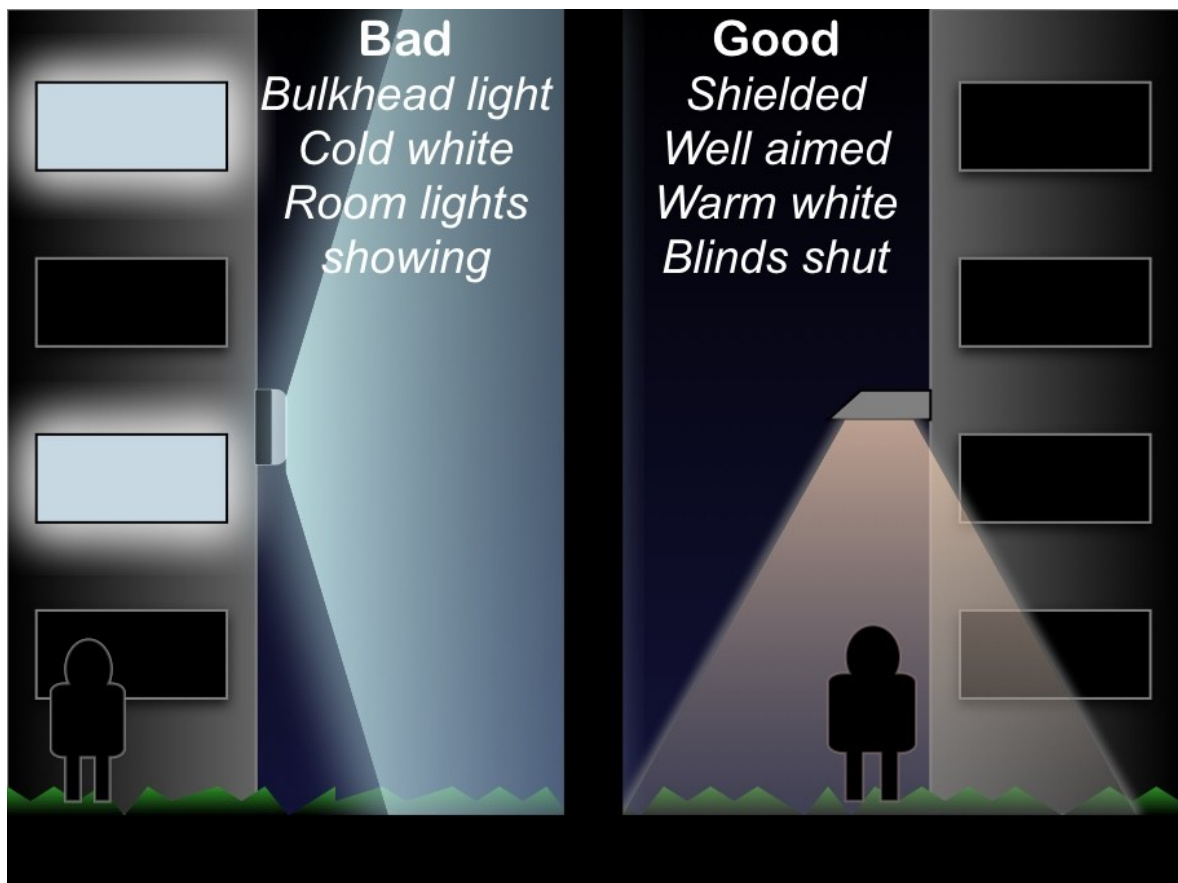 Bad
Bulkhead light
Cold white
Room lights
showing
Good
Shielded
Well aimed
Warm white
Blinds shut